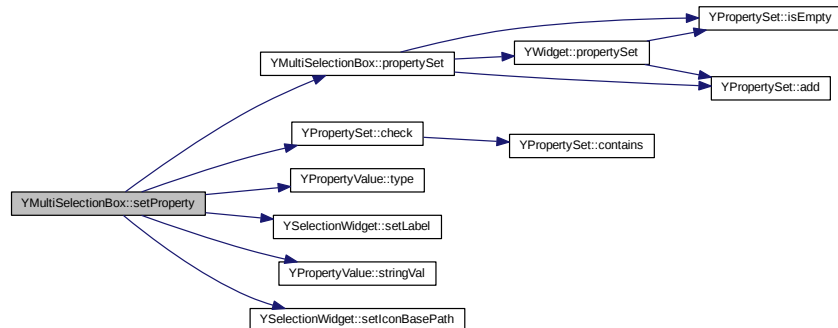 YPropertySet::isEmpty
YMultiSelectionBox::propertySet
YWidget::propertySet
YPropertySet::add
YPropertySet::check
YPropertySet::contains
YPropertyValue::type
YMultiSelectionBox::setProperty
YSelectionWidget::setLabel
YPropertyValue::stringVal
YSelectionWidget::setIconBasePath